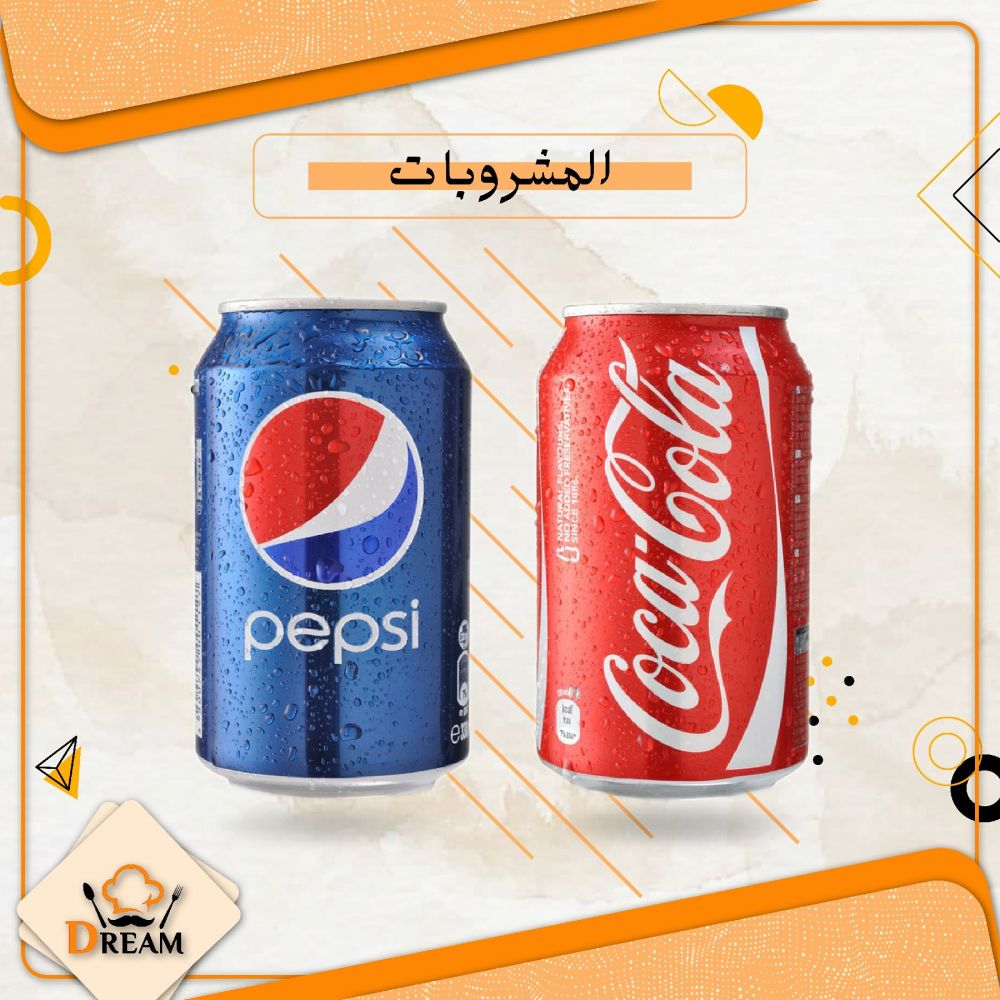 المشروبات
pepsi
Coca-Cola
NATURAL FLAVOURS.
NO ADDED PRESERVATIVES.
SINCE 1886.
DREAM